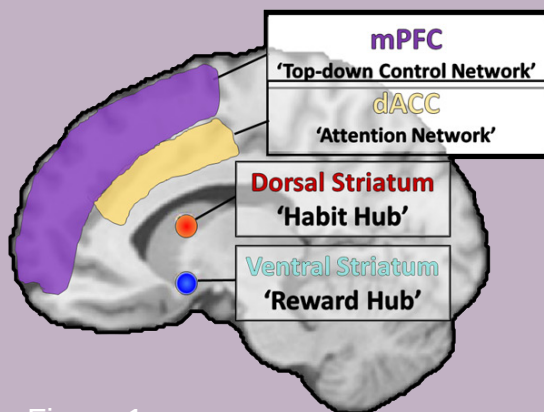 mPFC
'Top-down Control Network'
dACC
'Attention Network'
Dorsal Striatum
'Habit Hub'
Ventral Striatum
'Reward Hub'